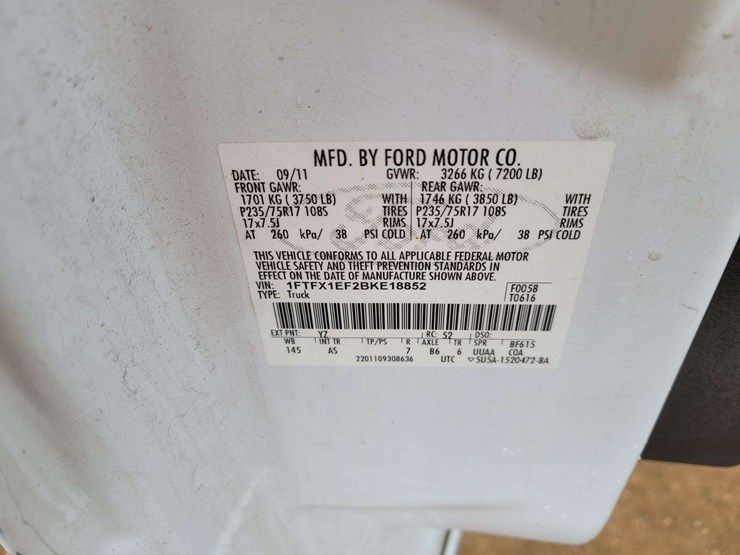 MFD. BY FORD MOTOR CO.
DATE: 09/11 GVWR: 3266 KG ( 7200 LB)
FRONT GAWR: REAR GAWR:
1701 KG ( 3750 LB) WITH 1746 KG ( 3850 LB) WITH
P235/75R17 108S TIRES P235/75R17 108S TIRES
17x7.5J RIMS 17x7.5J RIMS
AT 260 kPa/ 38 PSI COLD AT 260 kPa/ 38 PSI COLD
THIS VEHICLE CONFORMS TO ALL APPLICABLE FEDERAL MOTOR
VEHICLE SAFETY AND THEFT PREVENTION STANDARDS IN
EFFECT ON THE DATE OF MANUFACTURE SHOWN ABOVE.
VIN: 1FTFX1EF2BKE18852 F0058
TYPE: Truck T0616
EXT PNT: YZ RC: 52 DSO:
WB INT TR TP/PS R AXLE TR SPR BF615
145 AS 7 B6 6 UUAA COA
2201109308636 UTC ▽ 5U5A-1520472-BA